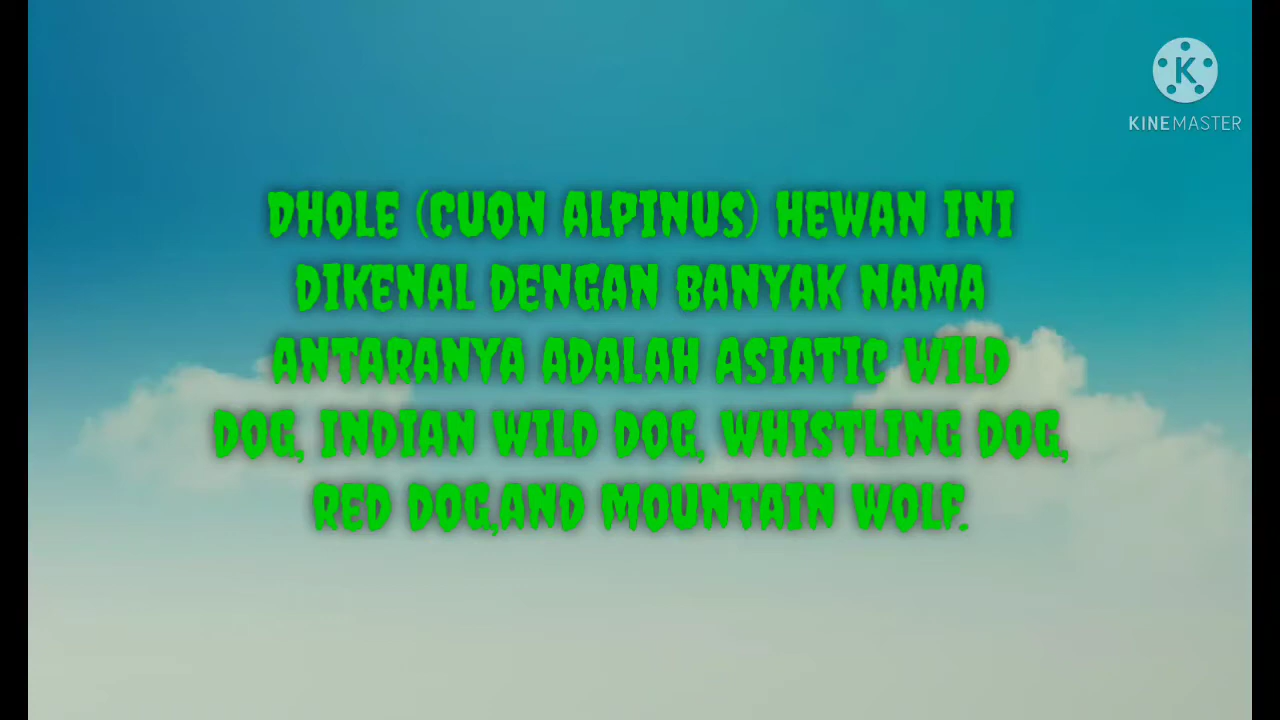 KINEMASTER
DHOLE (CUON ALPINUS) HEWAN INI
DIKENAL DENGAN BANYAK NAMA
ANTARANYA ADALAH ASIATIC WILD
DOG, INDIAN WILD DOG, WHISTLING DOG,
RED DOG,AND MOUNTAIN WOLF.